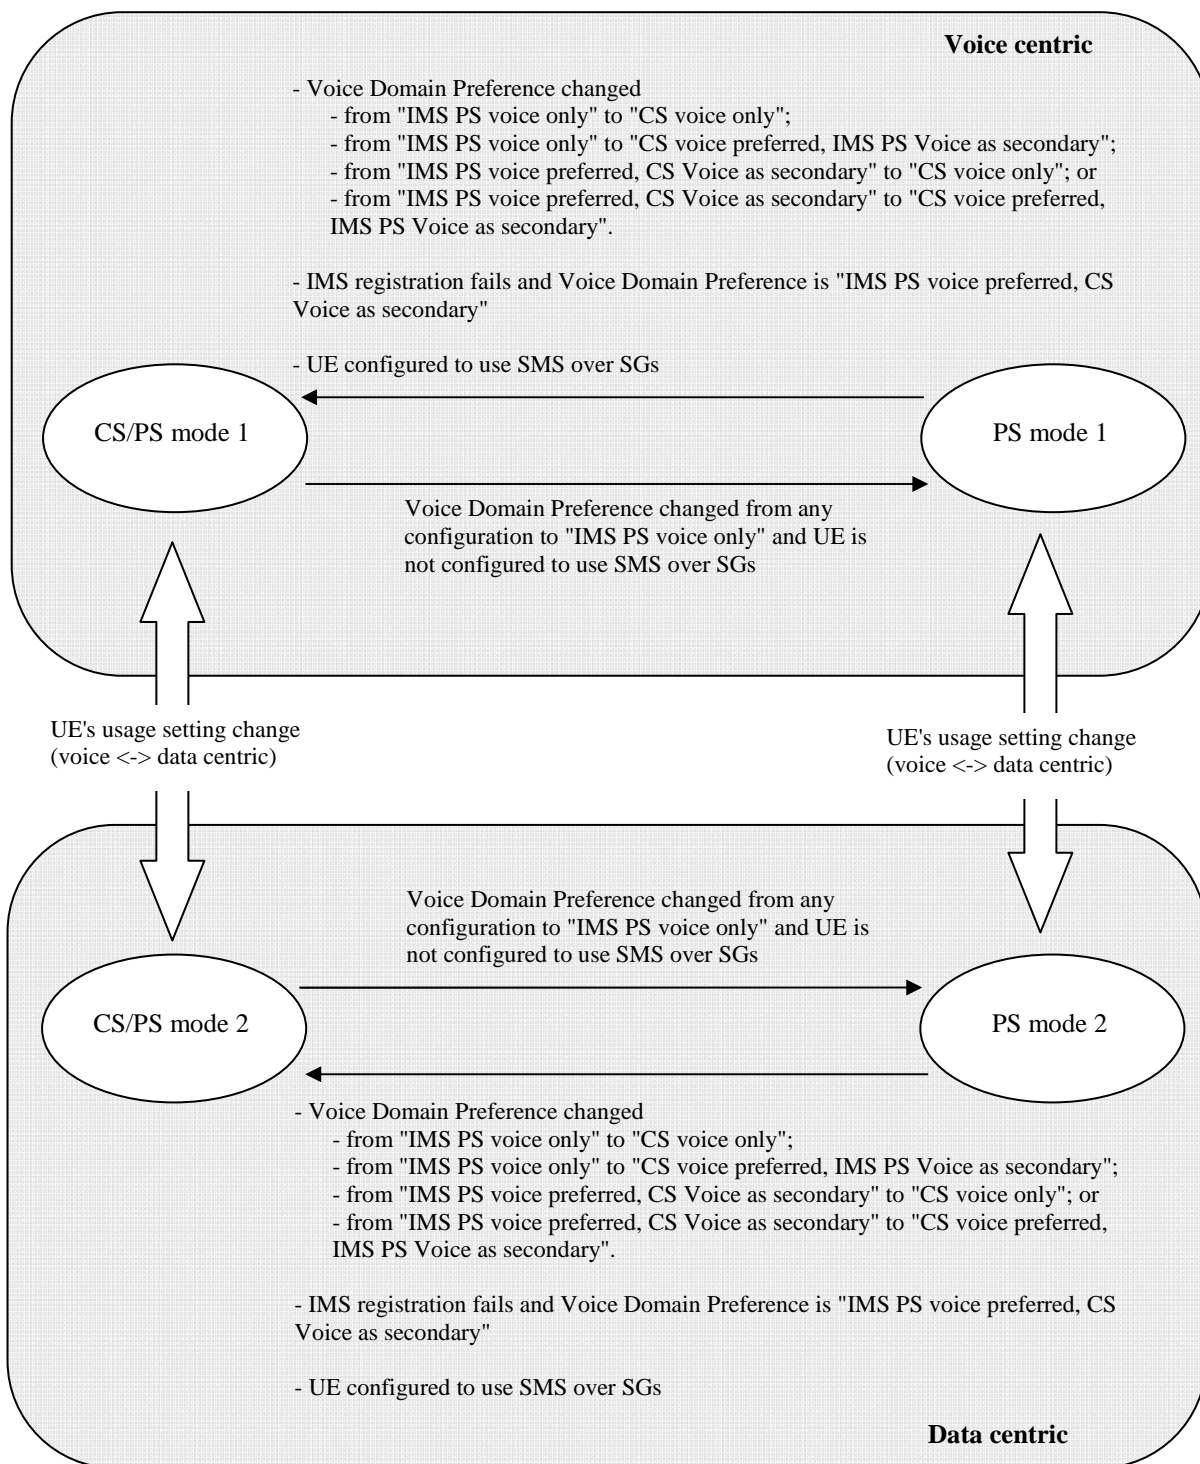 Voice centric
- Voice Domain Preference changed
- from "IMS PS voice only" to "CS voice only";
- from "IMS PS voice only" to "CS voice preferred, IMS PS Voice as secondary";
- from "IMS PS voice preferred, CS Voice as secondary" to "CS voice only"; or
- from "IMS PS voice preferred, CS Voice as secondary" to "CS voice preferred,
IMS PS Voice as secondary".
- IMS registration fails and Voice Domain Preference is "IMS PS voice preferred, CS
Voice as secondary"
- UE configured to use SMS over SGs
CS/PS mode 1
PS mode 1
Voice Domain Preference changed from any
configuration to "IMS PS voice only" and UE is
not configured to use SMS over SGs
UE's usage setting change
(voice <-> data centric)
UE's usage setting change
(voice <-> data centric)
Voice Domain Preference changed from any
configuration to "IMS PS voice only" and UE is
not configured to use SMS over SGs
CS/PS mode 2
PS mode 2
- Voice Domain Preference changed
- from "IMS PS voice only" to "CS voice only";
- from "IMS PS voice only" to "CS voice preferred, IMS PS Voice as secondary";
- from "IMS PS voice preferred, CS Voice as secondary" to "CS voice only"; or
- from "IMS PS voice preferred, CS Voice as secondary" to "CS voice preferred,
IMS PS Voice as secondary".
- IMS registration fails and Voice Domain Preference is "IMS PS voice preferred, CS
Voice as secondary"
- UE configured to use SMS over SGs
Data centric